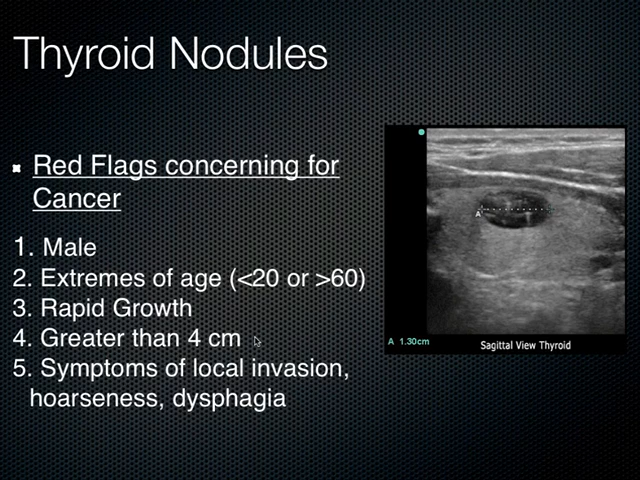 Thyroid Nodules
Red Flags concerning for
Cancer
1. Male
2. Extremes of age (<20 or >60)
3. Rapid Growth
4. Greater than 4 cm
5. Symptoms of local invasion,
hoarseness, dysphagia
A
A 1.30cm
Sagittal View Thyroid